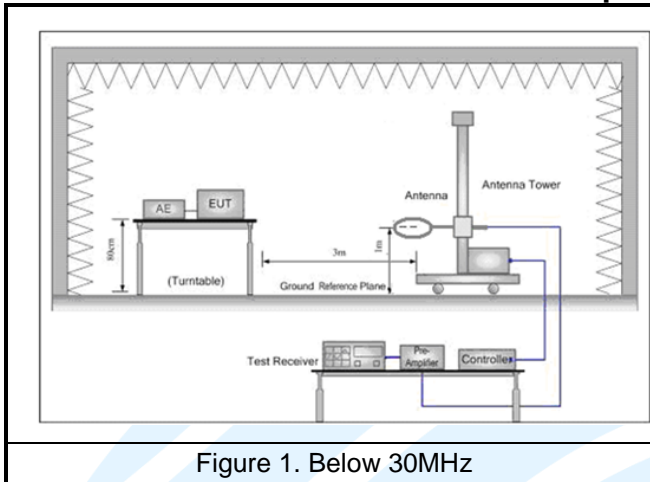 AE
EUT
80cm
(Turntable)
3m
1m
Antenna
Antenna Tower
Ground Reference Plane
Test Receiver
Pre-
Amplifier
Controller
Figure 1. Below 30MHz